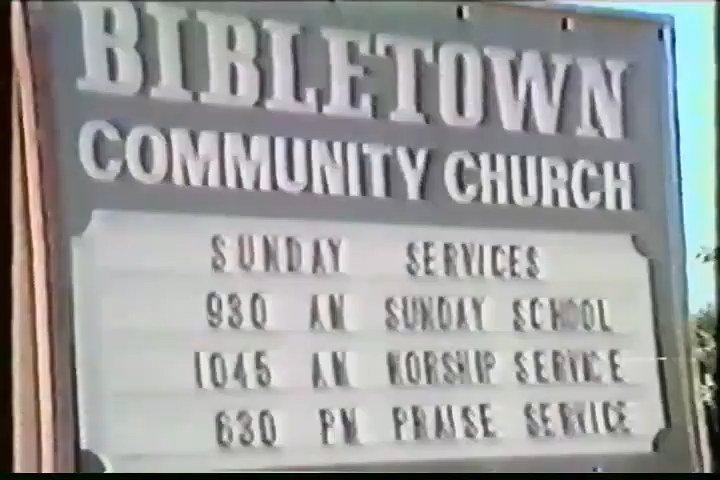 BIBLETOWN
COMMUNITY CHURCH
SUNDAY SERVICES
930 AM SUNDAY SCHOOL
1045 AM WORSHIP SERVICE
630 PM PRAISE SERVICE